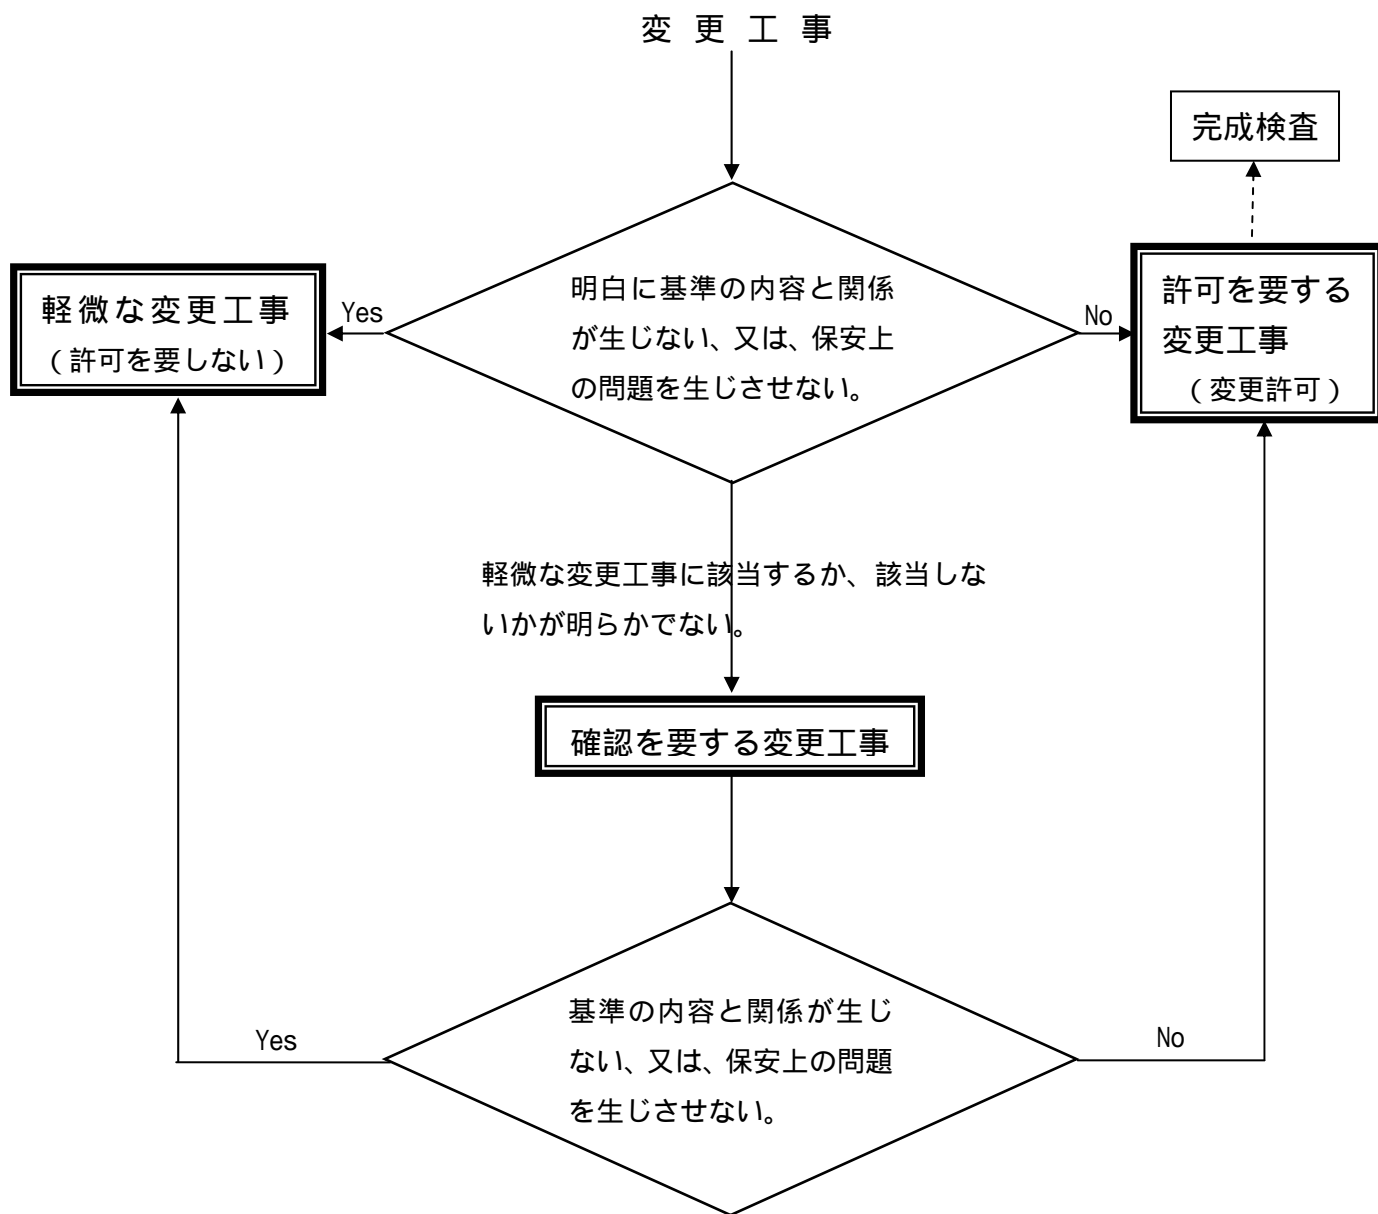 変更工事
完成検査
明白に基準の内容と関係
が生じない、又は、保安上
の問題を生じさせない。
Yes
No
軽微な変更工事
（許可を要しない）
許可を要する
変更工事
（変更許可）
軽微な変更工事に該当するか、該当しな
いかが明らかでない。
確認を要する変更工事
基準の内容と関係が生じ
ない、又は、保安上の問題
を生じさせない。
Yes
No